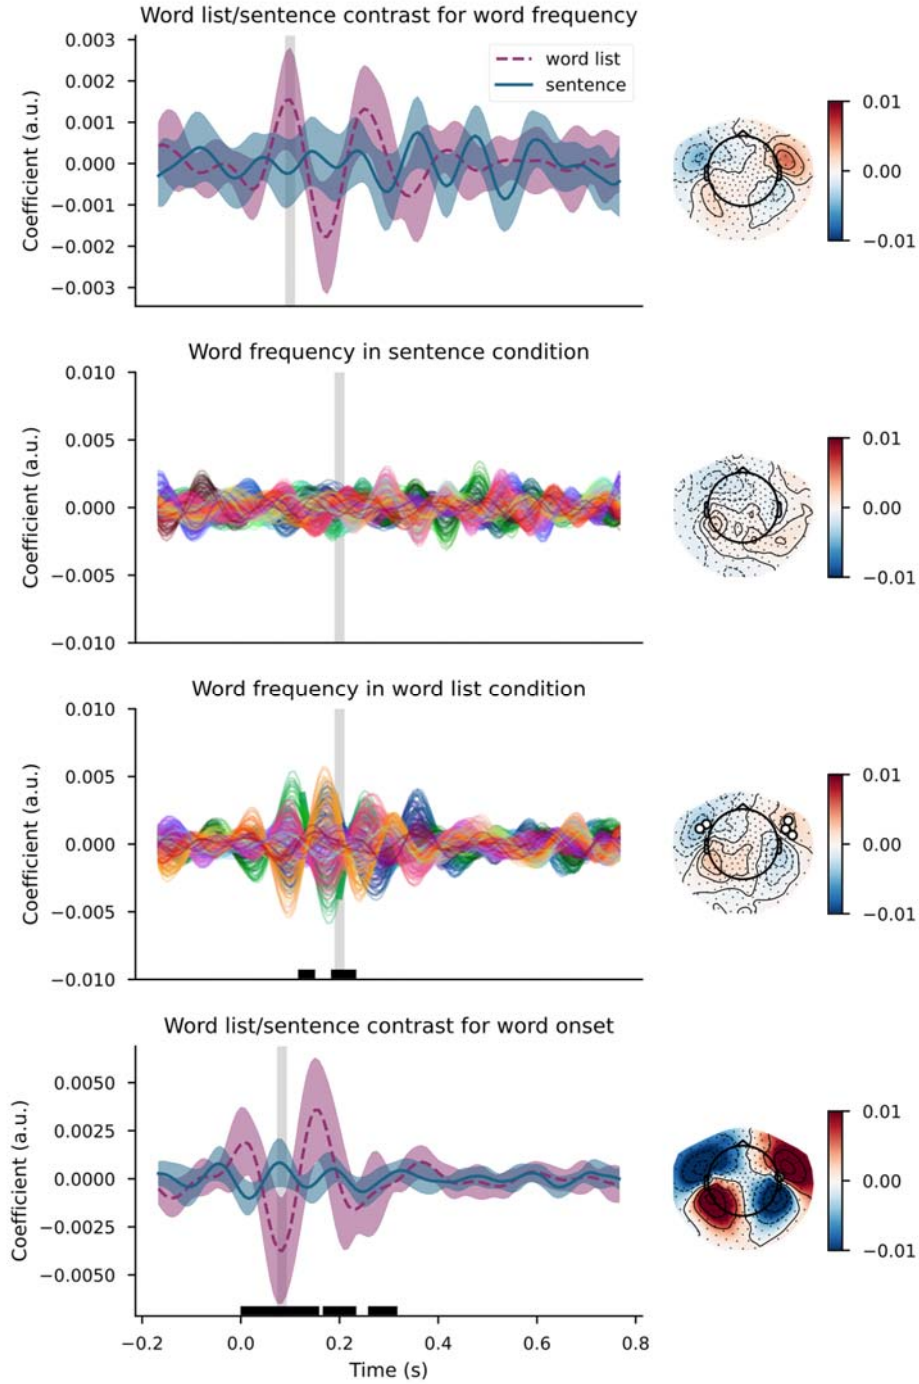 Word list/sentence contrast for word frequency
0.003
0.002
0.001
0.000
−0.001
−0.002
−0.003
Coefficient (a.u.)
word list
sentence
0.01
0.00
−0.01
Word frequency in sentence condition
0.010
0.005
0.000
−0.005
−0.010
Coefficient (a.u.)
0.01
0.00
−0.01
Word frequency in word list condition
0.010
0.005
0.000
−0.005
−0.010
Coefficient (a.u.)
0.01
0.00
−0.01
Word list/sentence contrast for word onset
0.0050
0.0025
0.0000
−0.0025
−0.0050
Coefficient (a.u.)
0.01
0.00
−0.01
−0.2 0.0 0.2 0.4 0.6 0.8
Time (s)